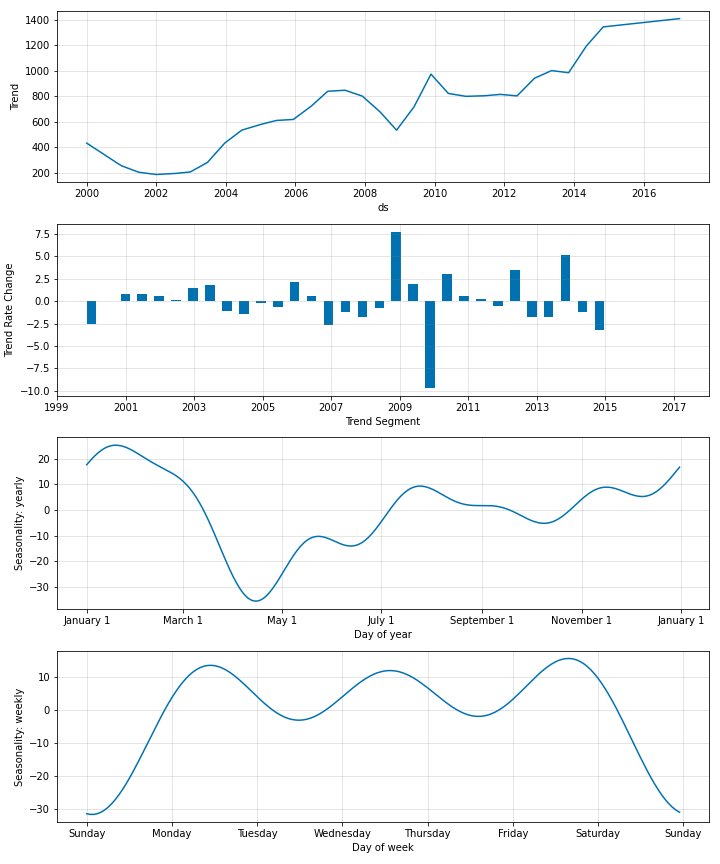 Trend
1400
1200
1000
800
600
400
200
2000 2002 2004 2006 2008 2010 2012 2014 2016
ds
Trend Rate Change
7.5
5.0
2.5
0.0
−2.5
−5.0
−7.5
−10.0
1999 2001 2003 2005 2007 2009 2011 2013 2015 2017
Trend Segment
Seasonality: yearly
20
10
0
−10
−20
−30
January 1 March 1 May 1 July 1 September 1 November 1 January 1
Day of year
Seasonality: weekly
10
0
−10
−20
−30
Sunday Monday Tuesday Wednesday Thursday Friday Saturday Sunday
Day of week